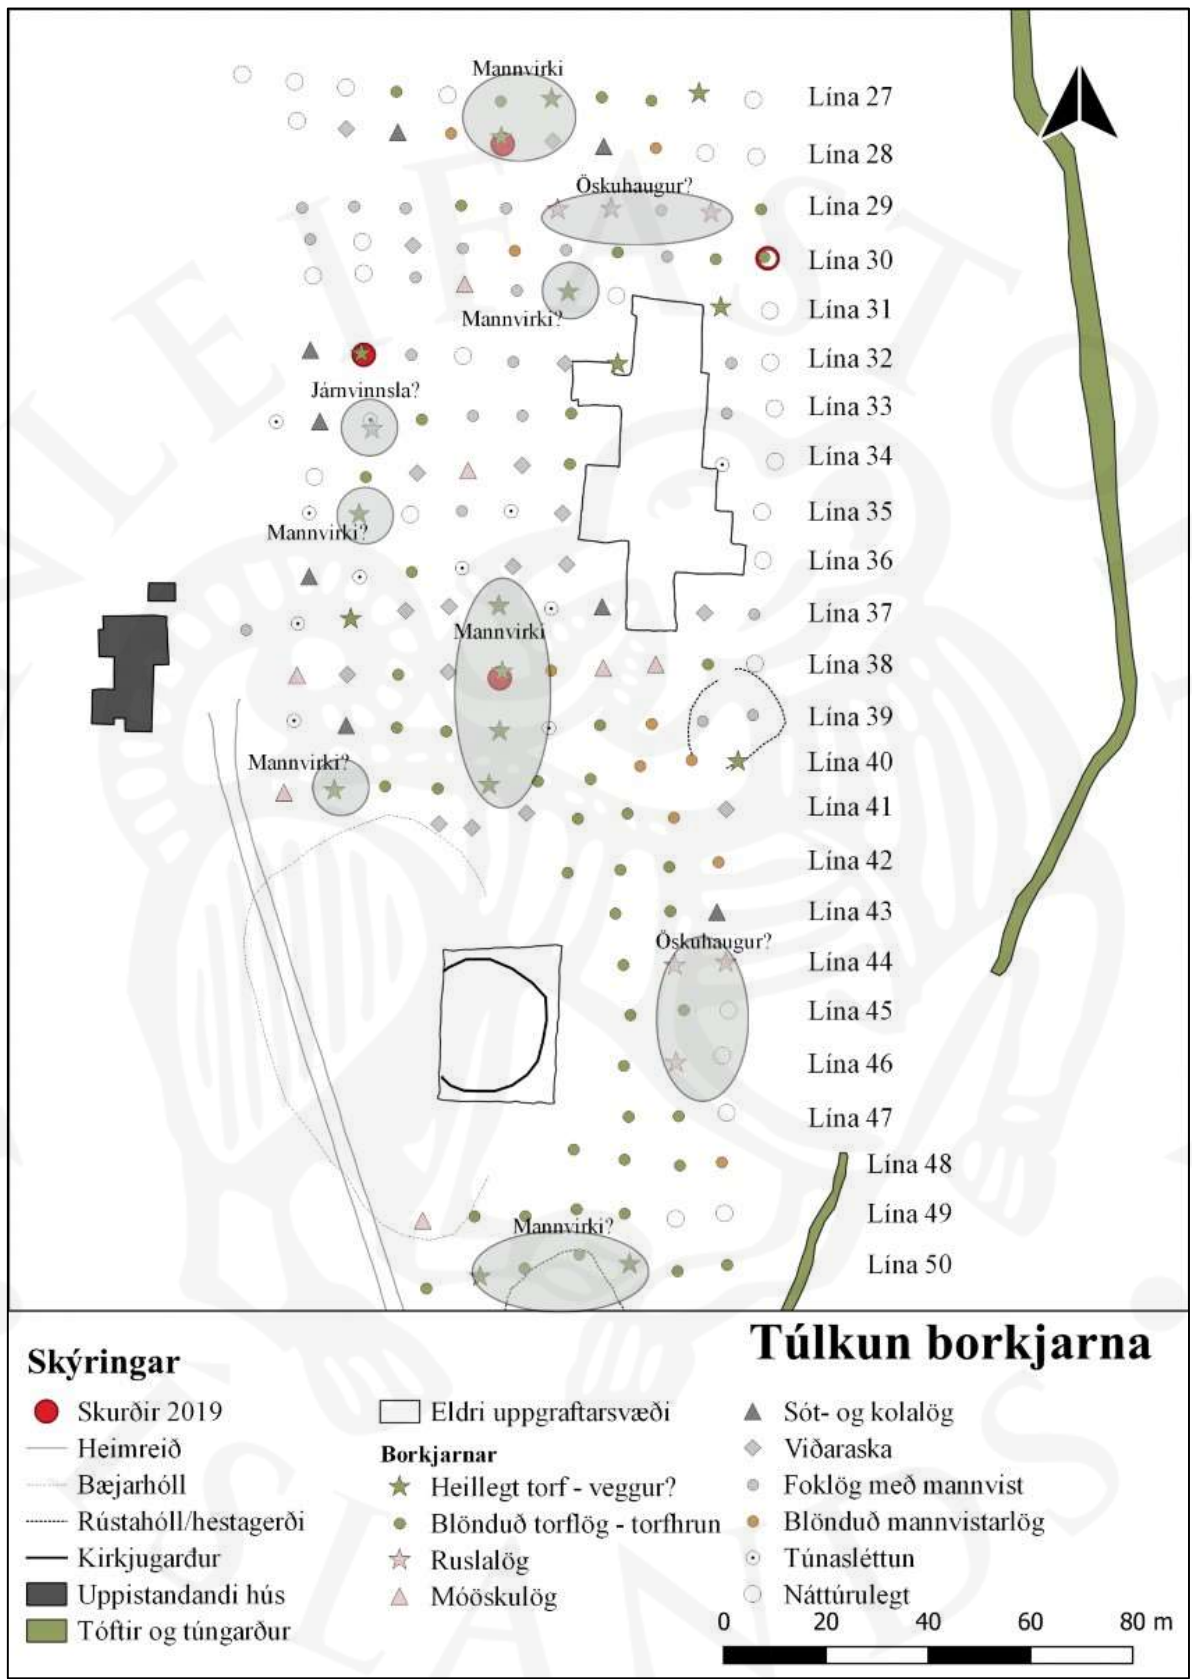 Mannvirki
Lína 27
Lína 28
Öskuhaugur?
Lína 29
Lína 30
Lína 31
Mannvirki?
Lína 32
Járnvinnsla?
Lína 33
Lína 34
Lína 35
Mannvirki?
Lína 36
Lína 37
Mannvirki
Lína 38
Lína 39
Mannvirki?
Lína 40
Lína 41
Lína 42
Lína 43
Öskuhaugur?
Lína 44
Lína 45
Lína 46
Lína 47
Lína 48
Lína 49
Mannvirki?
Lína 50
Túlkun borkjarna
Skýringar
Skurðir 2019
Heimreið
Bæjarhóll
Rústahóll/hestagerði
Kirkjugarður
Uppistandandi hús
Tóftir og túngarður
Eldri uppgraftarsvæði
Borkjarnar
Heillegt torf - veggur?
Blönduð torflög - torfhrun
Ruslalög
Móöskulög
Sót- og kolalög
Viðaraska
Foklög með mannvist
Blönduð mannvistarlög
Túnasléttun
Náttúrulegt
0 20 40 60 80 m